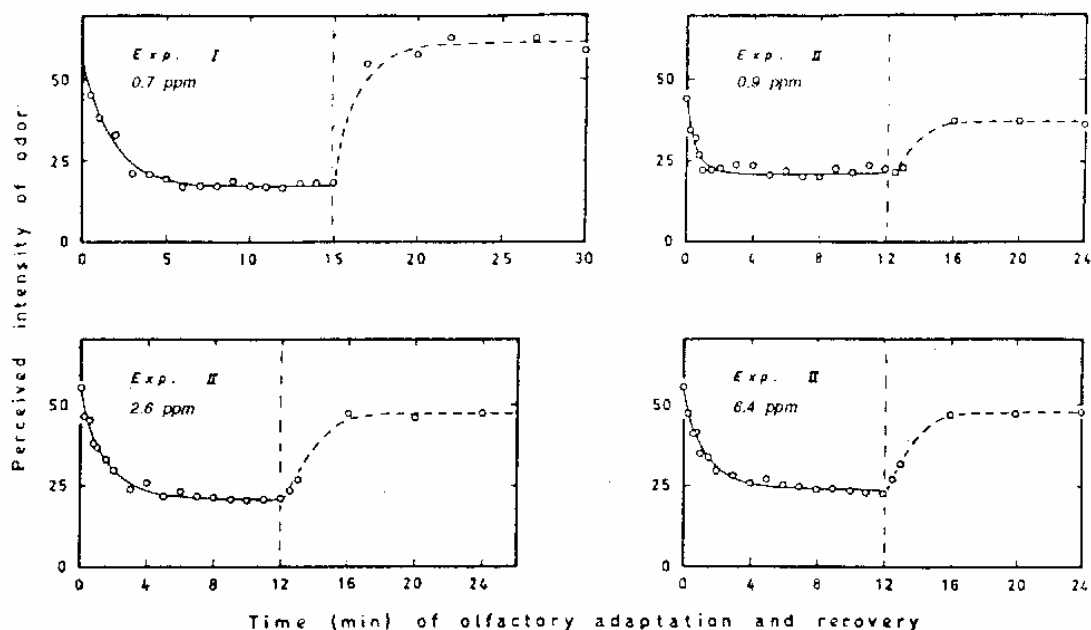 Perceived intensity of odor
Exp. I
0.7 ppm
50
25
0
0 5 10 15 20 25 30
Exp. II
0.9 ppm
50
25
0
0 4 8 12 16 20 24
Exp. II
2.6 ppm
50
25
0
0 4 8 12 16 20 24
Exp. II
6.4 ppm
50
25
0
0 4 8 12 16 20 24
Time (min) of olfactory adaptation and recovery